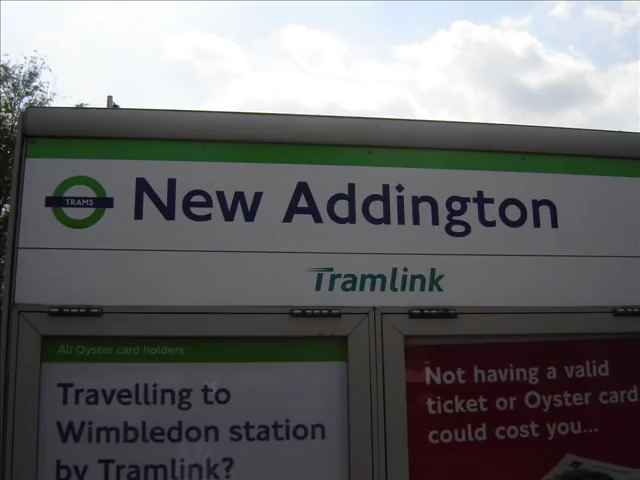 TRAMS New Addington
Tramlink
All Oyster card holders
Travelling to
Wimbledon station
by Tramlink?
Not having a valid
ticket or Oyster card
could cost you...